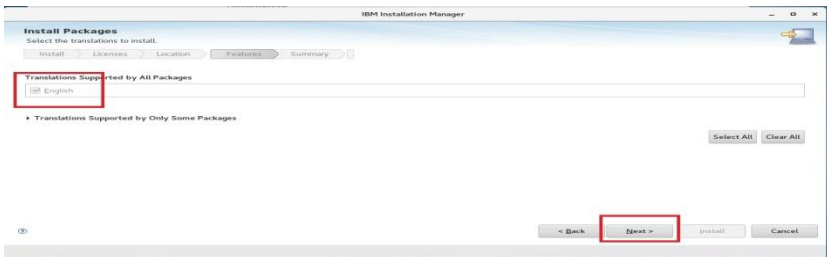 IBM Installation Manager
Install Packages
Select the translations to install.
Install Licenses Location Features Summary
Translations Supported by All Packages
English
Translations Supported by Only Some Packages
Select All Clear All
? < Back Next > Install Cancel